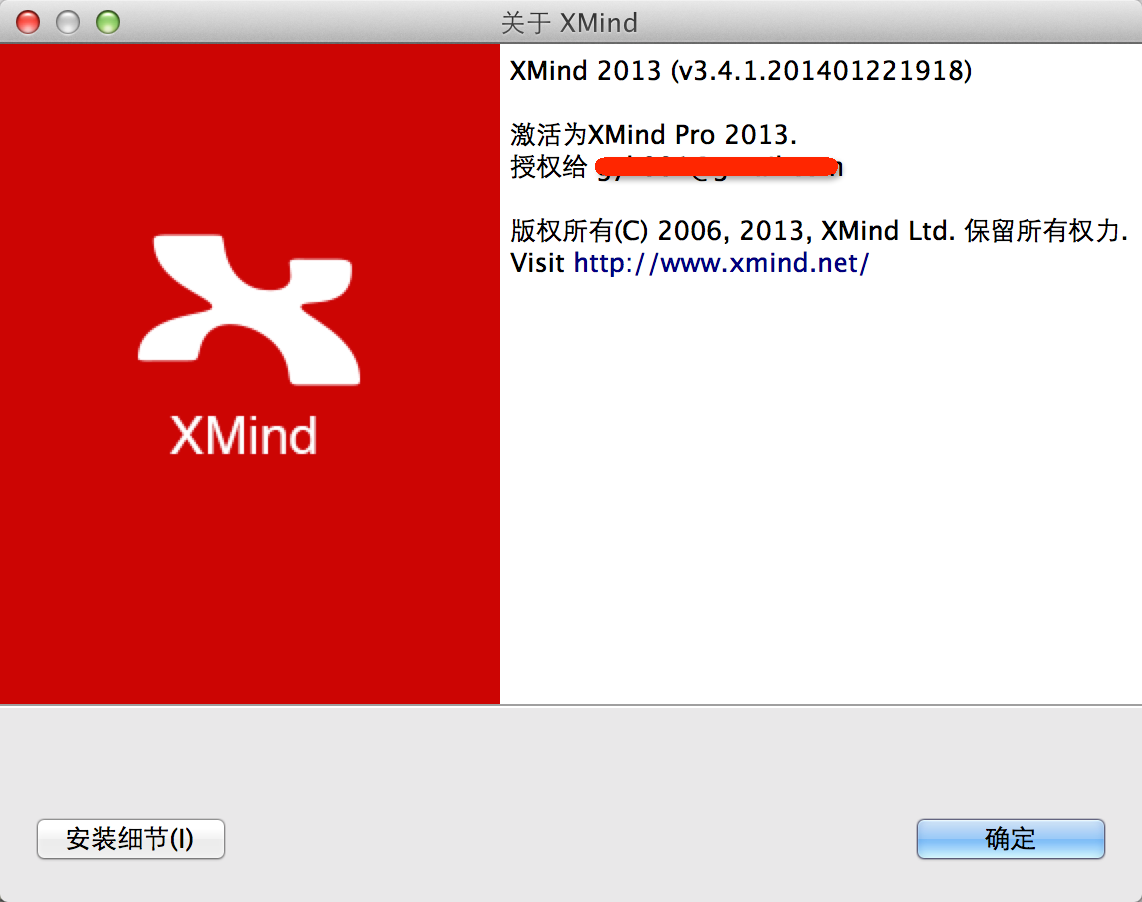 关于 XMind
XMind 2013 (v3.4.1.201401221918)
激活为XMind Pro 2013.
授权给
版权所有(C) 2006, 2013, XMind Ltd. 保留所有权力.
Visit http://www.xmind.net/
XMind
安装细节(I)
确定